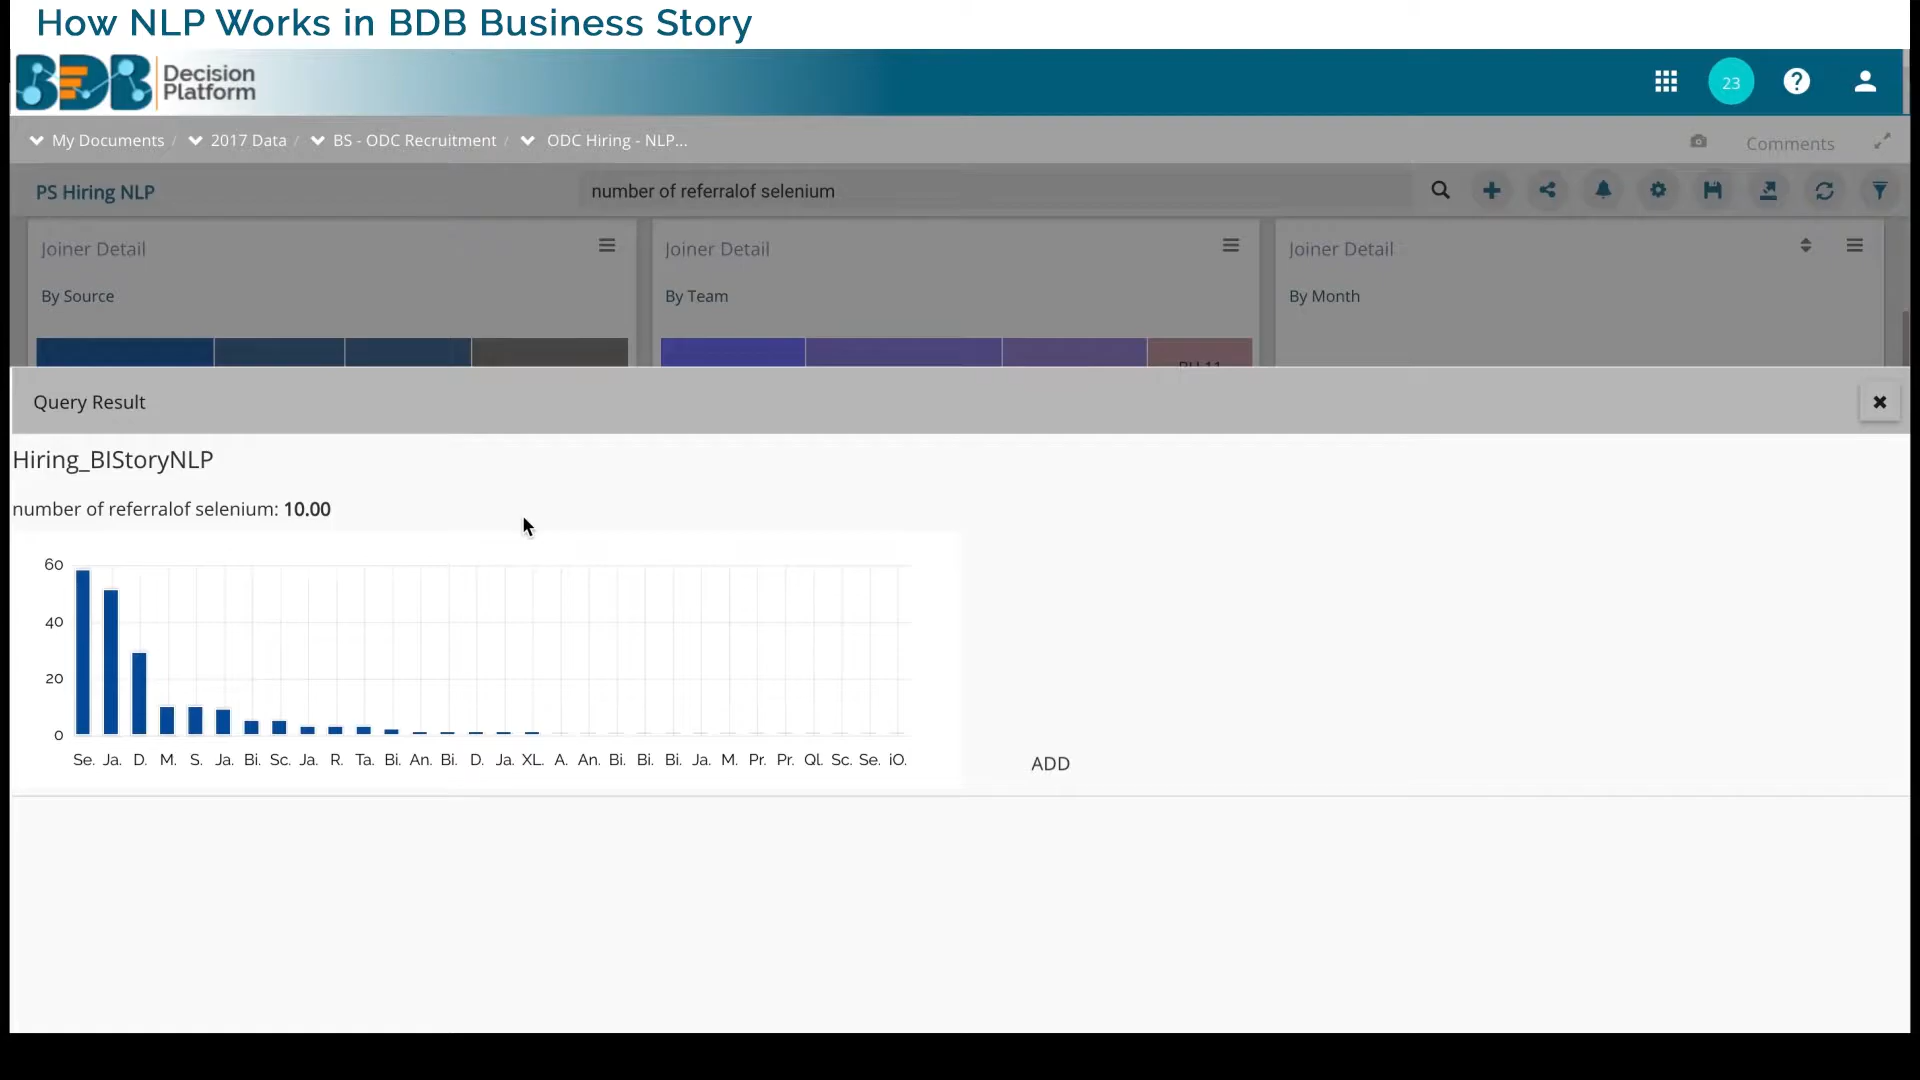 How NLP Works in BDB Business Story
BDB Decision Platform
23
My Documents / 2017 Data / BS - ODC Recruitment / ODC Hiring - NLP...
Comments
PS Hiring NLP
number of referralof selenium
Joiner Detail
Joiner Detail
Joiner Detail
By Source
By Team
By Month
Query Result
Hiring_BIStoryNLP
number of referralof selenium: 10.00
60
40
20
0
Se. Ja. D. M. S. Ja. Bi. Sc. Ja. R. Ta. Bi. An. Bi. D. Ja. XL. A. An. Bi. Bi. Bi. Ja. M. Pr. Pr. Ql. Sc. Se. iO.
ADD